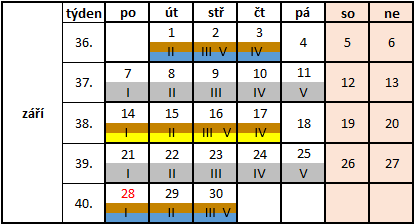 týden po út stř čt pá so ne
září
36. 1 2 3 4 5 6
II III V IV
37. 7 8 9 10 11 12 13
I II III IV V
38. 14 15 16 17 18 19 20
I II III V IV
39. 21 22 23 24 25 26 27
I II III IV V
40. 28 29 30
I II III V